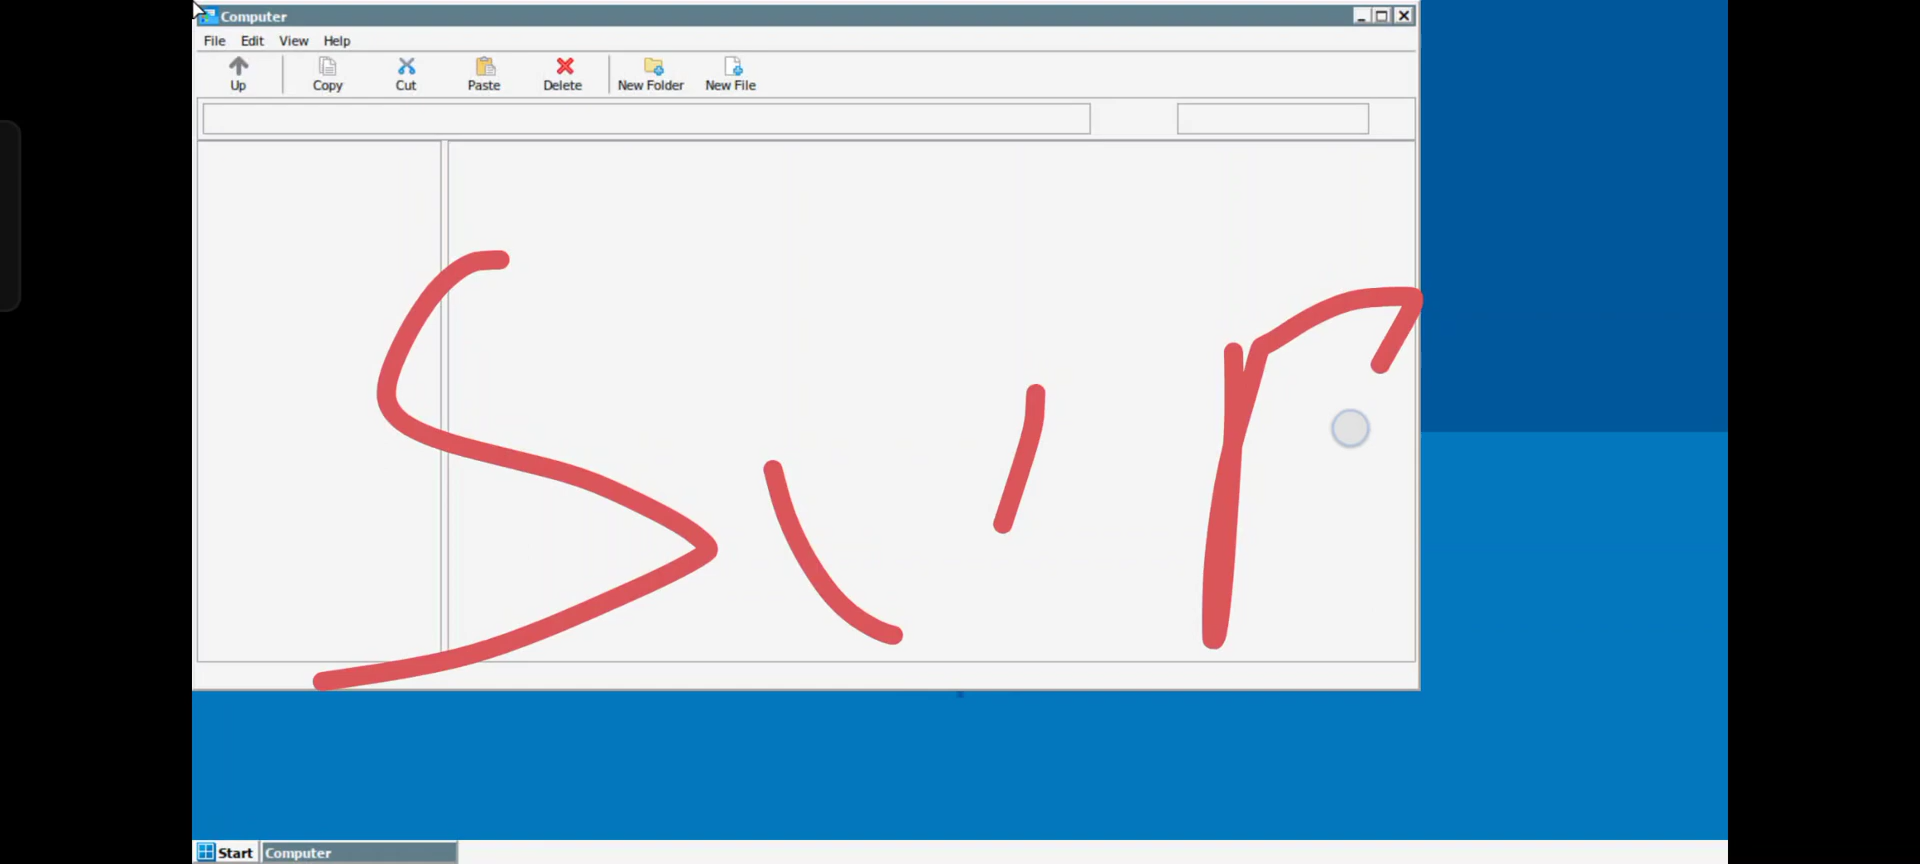 Computer
File Edit View Help
Up Copy Cut Paste Delete New Folder New File
Start Computer